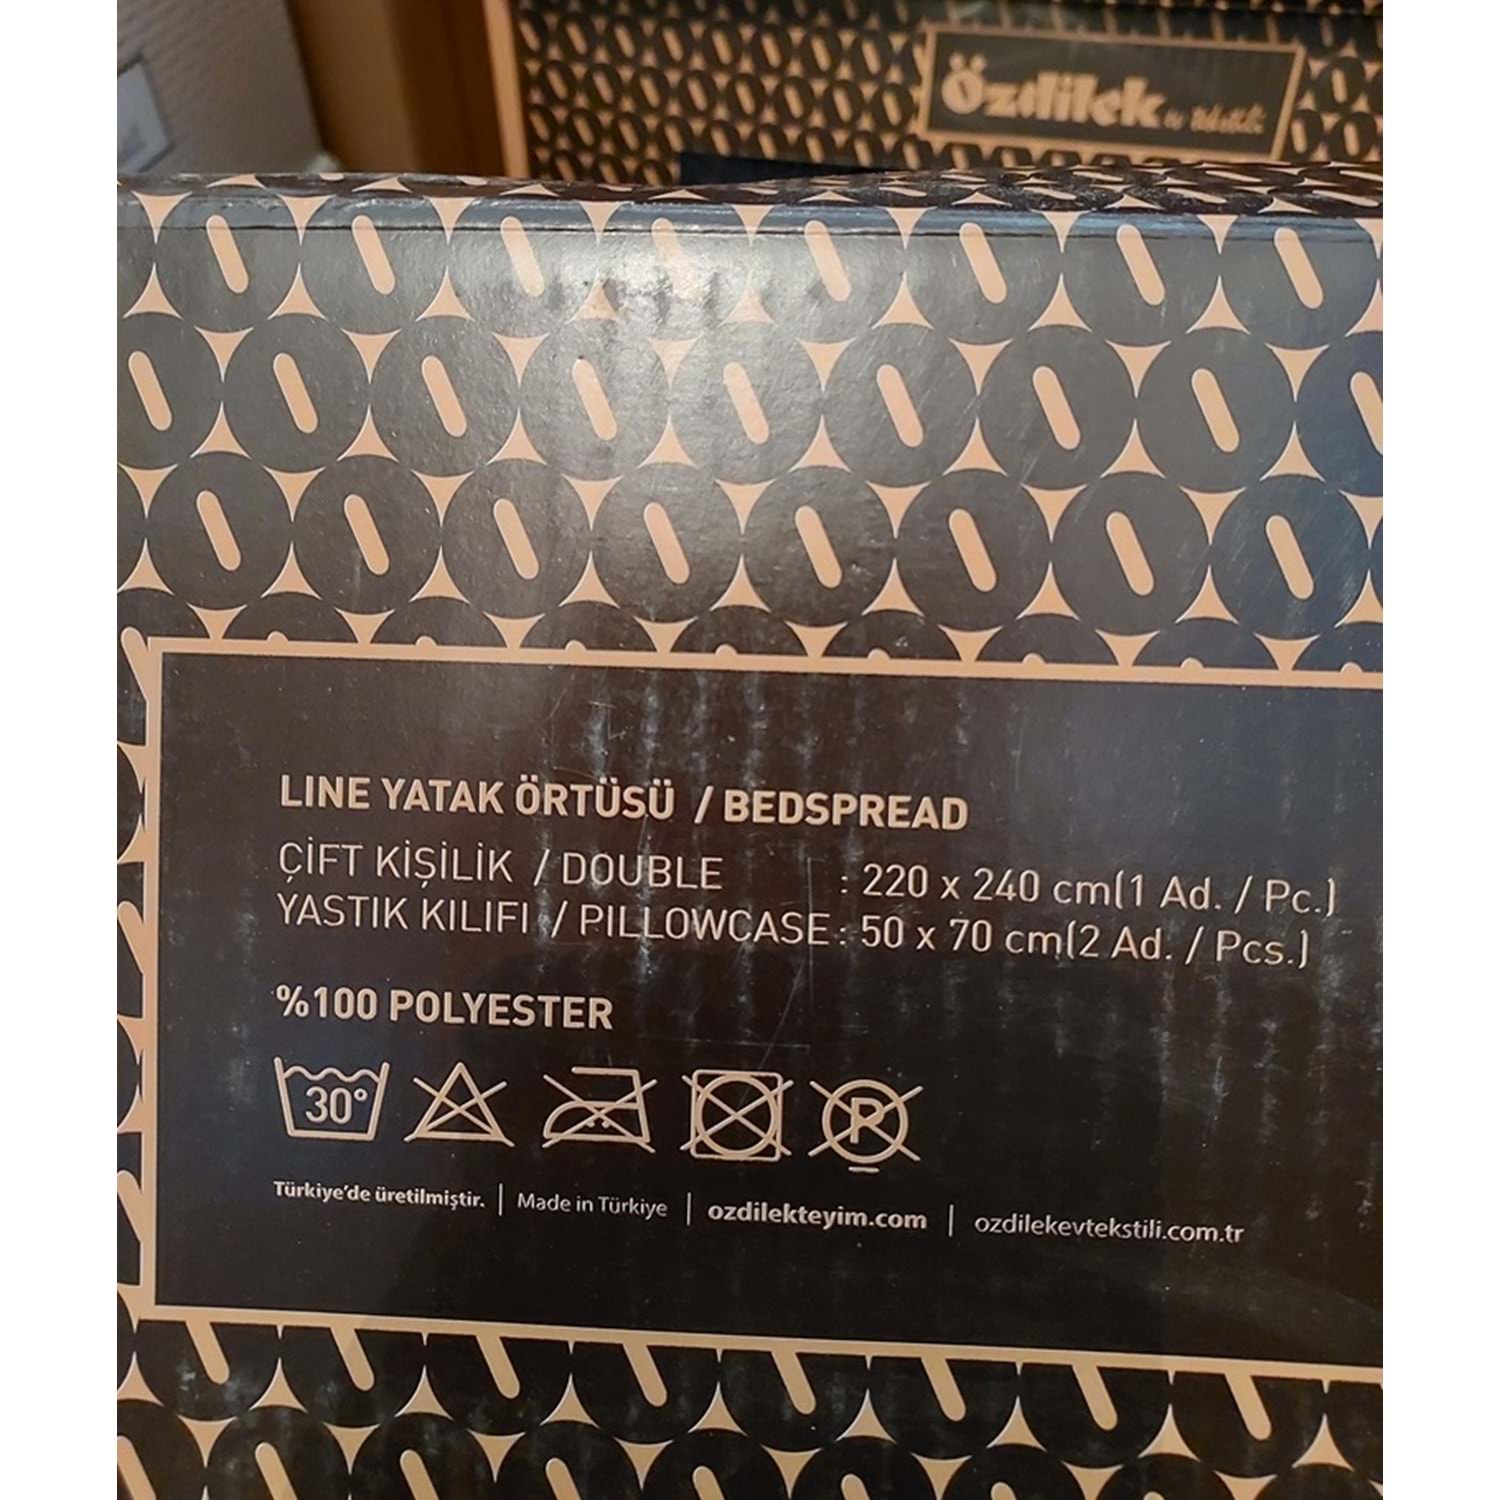 Özdilek
LINE YATAK ÖRTÜSÜ / BEDSPREAD
ÇİFT KİŞİLİK / DOUBLE : 220 x 240 cm(1 Ad. / Pc.)
YASTIK KILIFI / PILLOWCASE : 50 x 70 cm(2 Ad. / Pcs.)
%100 POLYESTER
30° P
Türkiye'de üretilmiştir. | Made in Türkiye | ozdilekteyim.com | ozdilekevtekstili.com.tr